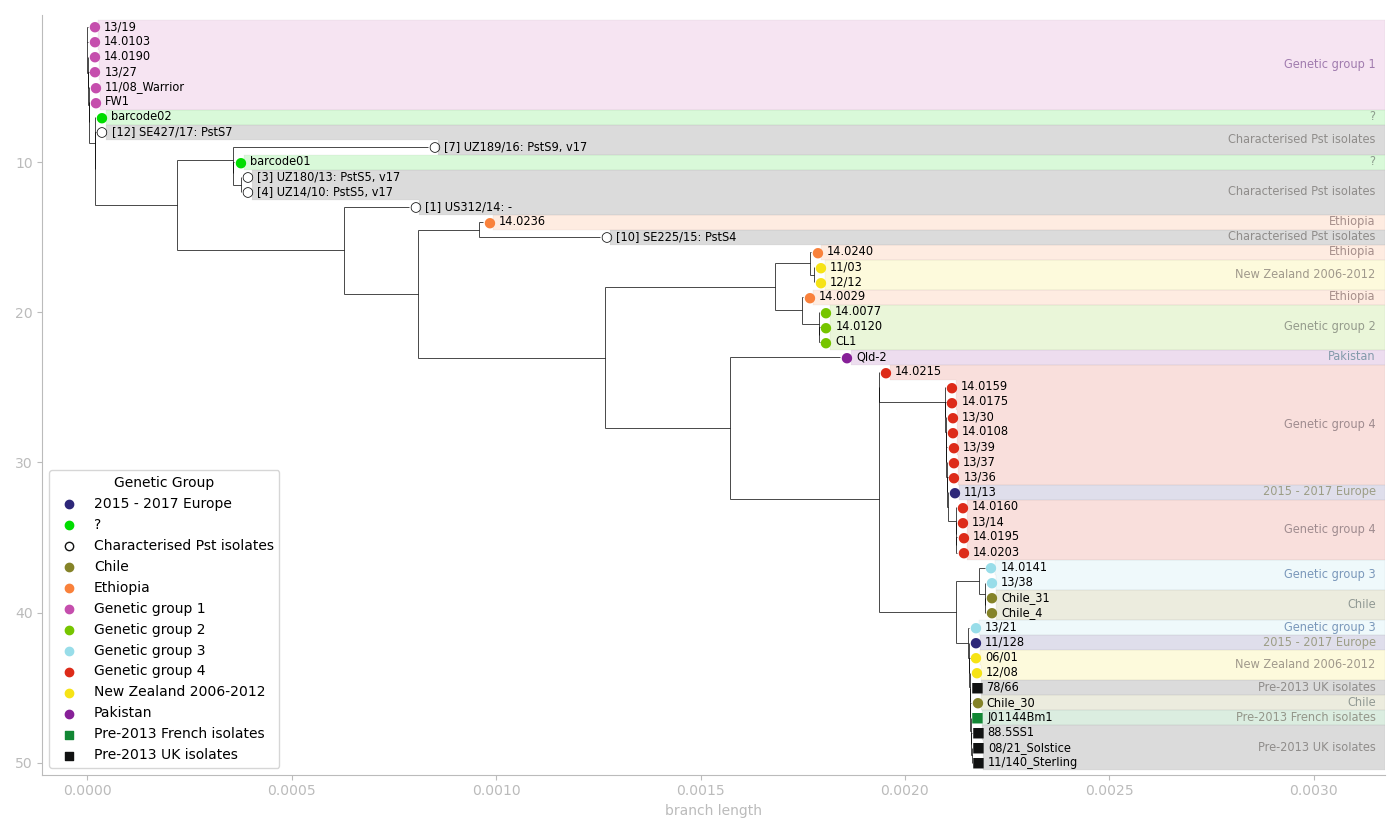 13/19
14.0103
14.0190
13/27
Genetic group 1
11/08_Warrior
FW1
barcode02
?
[12] SE427/17: PstS7
Characterised Pst isolates
[7] UZ189/16: PstS9, v17
10
barcode01
?
[3] UZ180/13: PstS5, v17
[4] UZ14/10: PstS5, v17
Characterised Pst isolates
[1] US312/14: -
14.0236
Ethiopia
[10] SE225/15: PstS4
Characterised Pst isolates
14.0240
Ethiopia
11/03
New Zealand 2006-2012
12/12
14.0029
Ethiopia
20
14.0077
14.0120
Genetic group 2
CL1
Qld-2
Pakistan
14.0215
14.0159
14.0175
13/30
Genetic group 4
14.0108
13/39
30
13/37
13/36
11/13
2015 - 2017 Europe
14.0160
13/14
Genetic group 4
14.0195
14.0203
14.0141
Genetic group 3
13/38
Chile_31
Chile
40
Chile_4
13/21
Genetic group 3
11/128
2015 - 2017 Europe
06/01
New Zealand 2006-2012
12/08
78/66
Pre-2013 UK isolates
Chile_30
Chile
J01144Bm1
Pre-2013 French isolates
88.5SS1
08/21_Solstice
Pre-2013 UK isolates
50
11/140_Sterling
Genetic Group
2015 - 2017 Europe
?
Characterised Pst isolates
Chile
Ethiopia
Genetic group 1
Genetic group 2
Genetic group 3
Genetic group 4
New Zealand 2006-2012
Pakistan
Pre-2013 French isolates
Pre-2013 UK isolates
0.0000 0.0005 0.0010 0.0015 0.0020 0.0025 0.0030
branch length